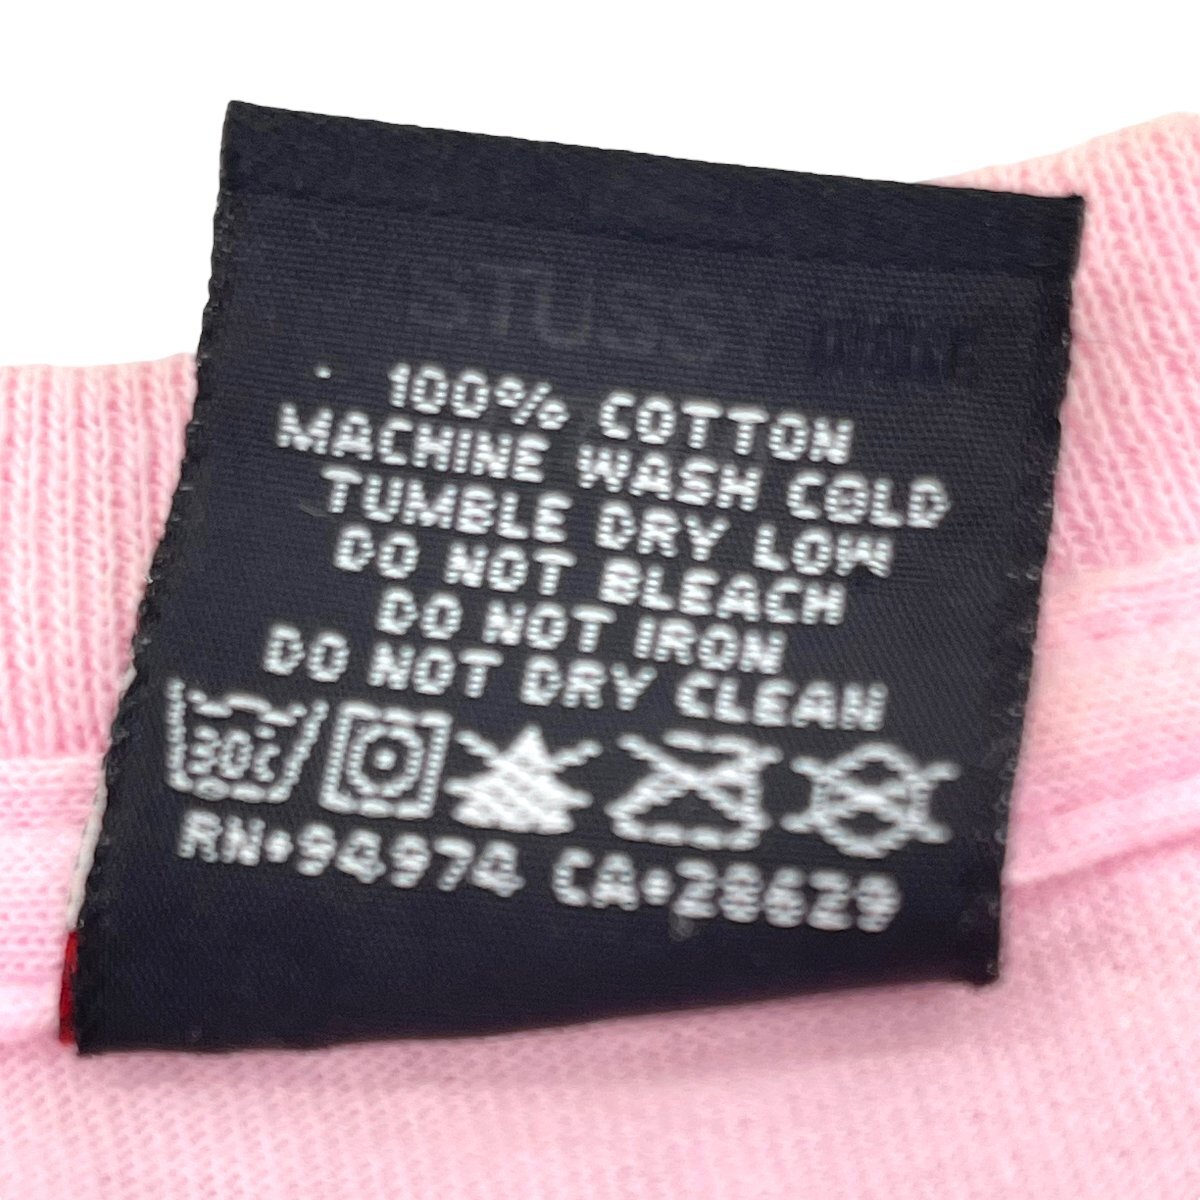 STUSSY
100% COTTON
MACHINE WASH COLD
TUMBLE DRY LOW
DO NOT BLEACH
DO NOT IRON
DO NOT DRY CLEAN
30c
RN•94974 CA•28629